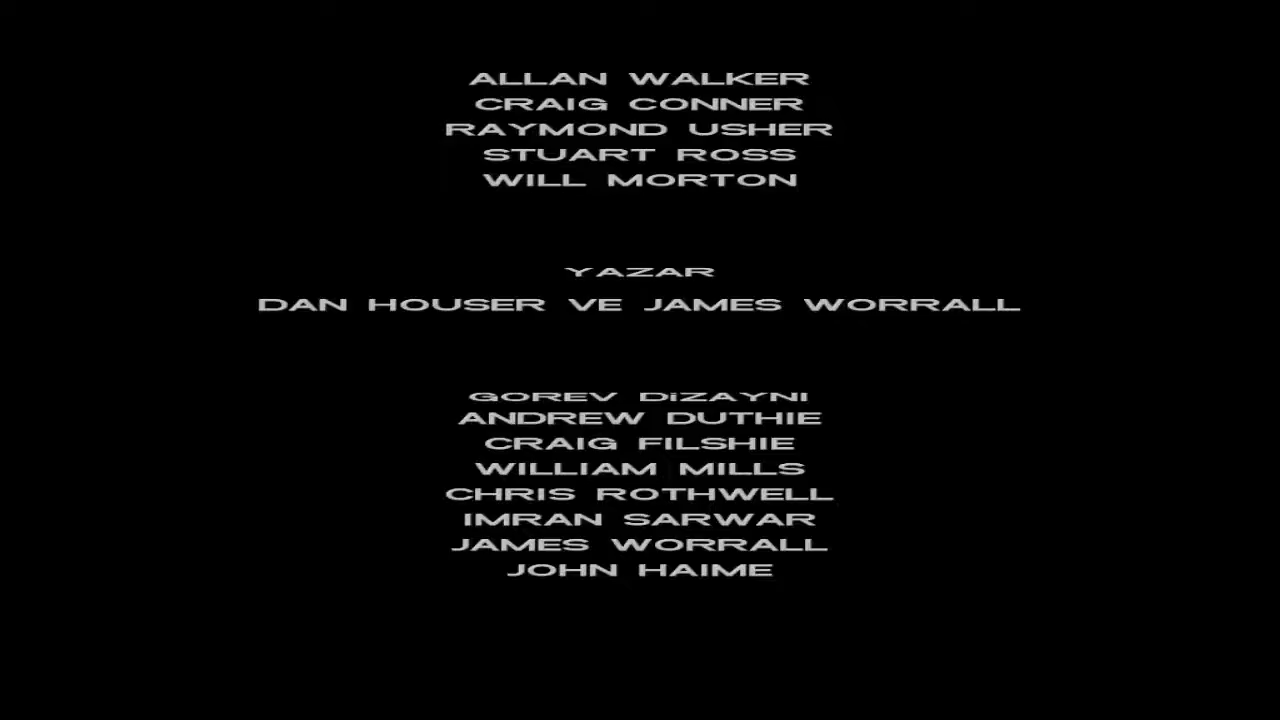 ALLAN WALKER
CRAIG CONNER
RAYMOND USHER
STUART ROSS
WILL MORTON
YAZAR
DAN HOUSER VE JAMES WORRALL
GOREV DiZAYNI
ANDREW DUTHIE
CRAIG FILSHIE
WILLIAM MILLS
CHRIS ROTHWELL
IMRAN SARWAR
JAMES WORRALL
JOHN HAIME